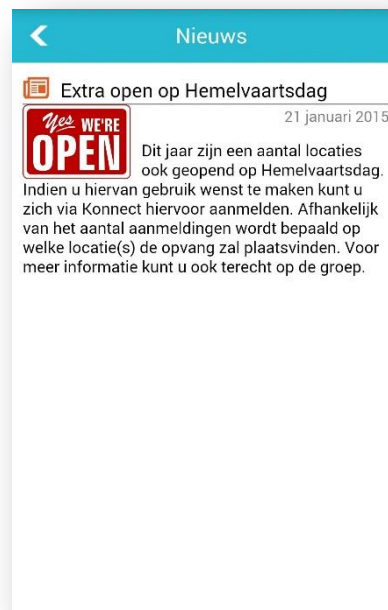 Nieuws
Extra open op Hemelvaartsdag
21 januari 2015
Yes WE'RE
OPEN
Dit jaar zijn een aantal locaties
ook geopend op Hemelvaartsdag.
Indien u hiervan gebruik wenst te maken kunt u
zich via Konnect hiervoor aanmelden. Afhankelijk
van het aantal aanmeldingen wordt bepaald op
welke locatie(s) de opvang zal plaatsvinden. Voor
meer informatie kunt u ook terecht op de groep.